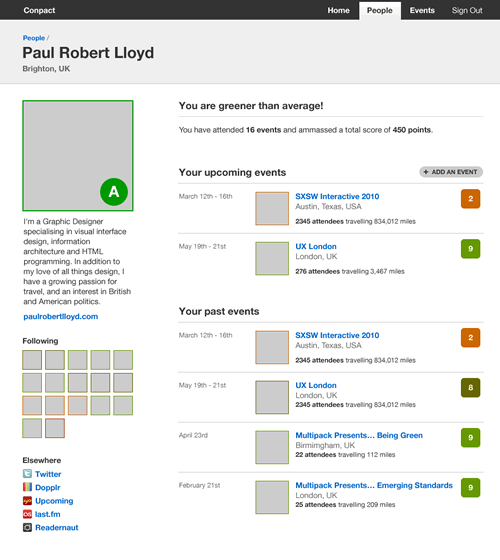 Conpact
Home People Events Sign Out
People /
Paul Robert Lloyd
Brighton, UK
A
I'm a Graphic Designer
specialising in visual interface
design, information
architecture and HTML
programming. In addition to
my love of all things design, I
have a growing passion for
travel, and an interest in British
and American politics.
paulrobertlloyd.com
Following
Elsewhere
Twitter
Dopplr
Upcoming
last.fm
Readernaut
You are greener than average!
You have attended 16 events and ammassed a total score of 450 points.
Your upcoming events
+ ADD AN EVENT
March 12th - 16th
SXSW Interactive 2010
Austin, Texas, USA
2345 attendees travelling 834,012 miles
2
May 19th - 21st
UX London
London, UK
276 attendees travelling 3,467 miles
9
Your past events
March 12th - 16th
SXSW Interactive 2010
Austin, Texas, USA
2345 attendees travelling 834,012 miles
2
May 19th - 21st
UX London
London, UK
2345 attendees travelling 834,012 miles
8
April 23rd
Multipack Presents... Being Green
Birmimgham, UK
22 attendees travelling 112 miles
9
February 21st
Multipack Presents... Emerging Standards
London, UK
25 attendees travelling 209 miles
9